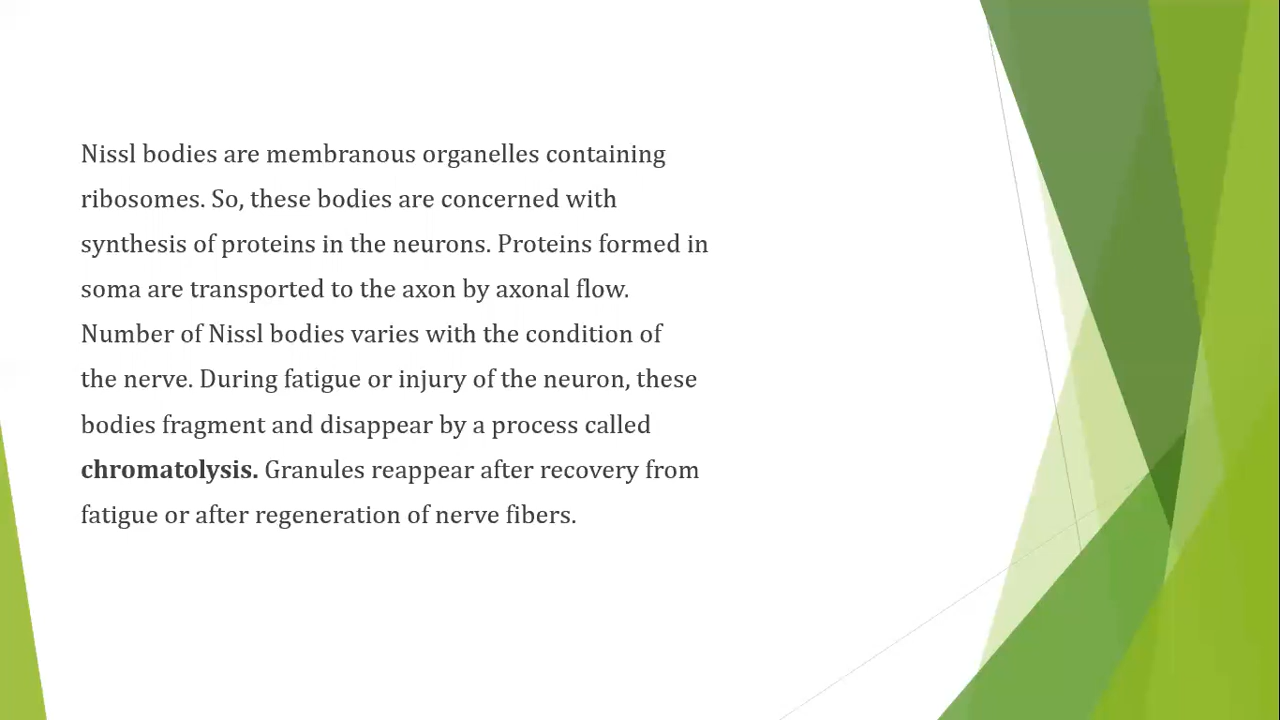 Nissl bodies are membranous organelles containing
ribosomes. So, these bodies are concerned with
synthesis of proteins in the neurons. Proteins formed in
soma are transported to the axon by axonal flow.
Number of Nissl bodies varies with the condition of
the nerve. During fatigue or injury of the neuron, these
bodies fragment and disappear by a process called
chromatolysis. Granules reappear after recovery from
fatigue or after regeneration of nerve fibers.